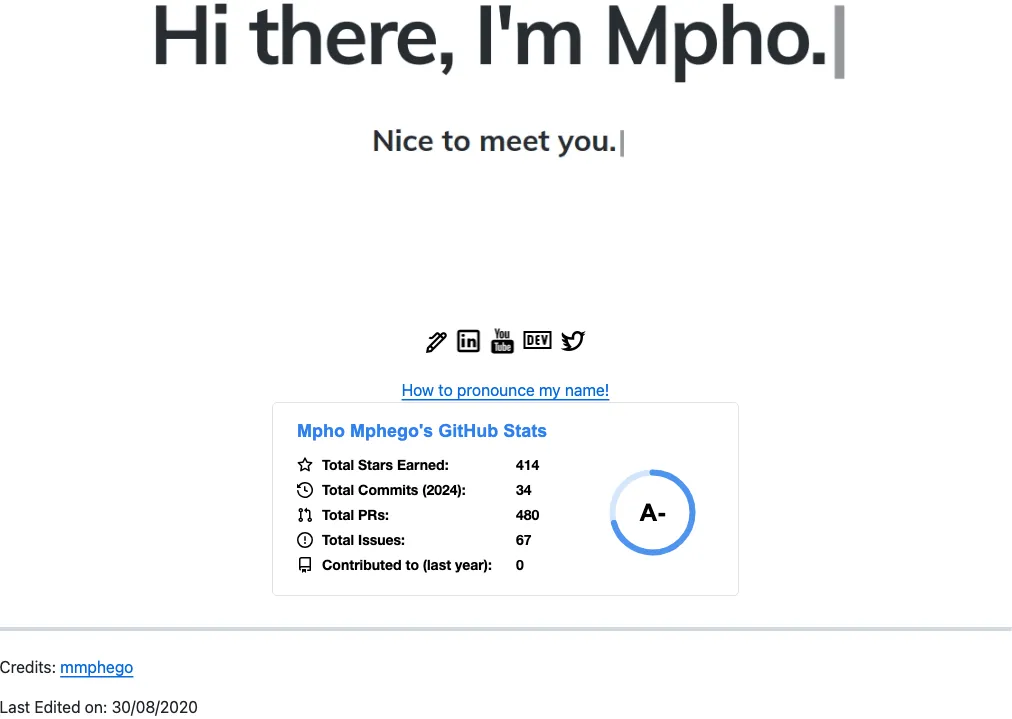 Hi there, I'm Mpho.
Nice to meet you.
in You Tube DEV
How to pronounce my name!
Mpho Mphego's GitHub Stats
Total Stars Earned: 414
Total Commits (2024): 34
Total PRs: 480
Total Issues: 67
Contributed to (last year): 0
A-
Credits: mmphego
Last Edited on: 30/08/2020